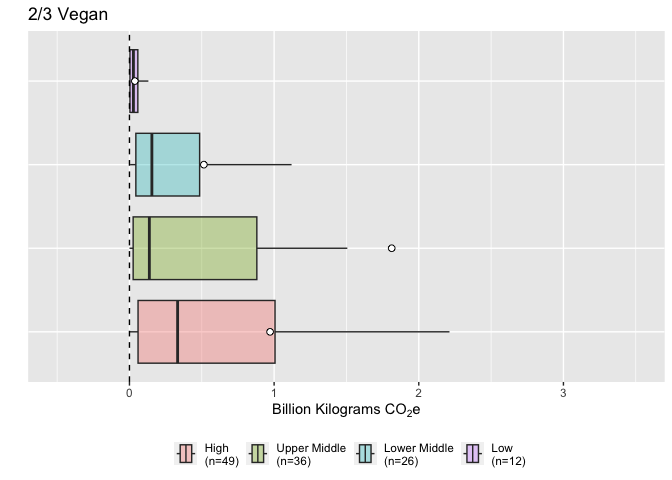 2/3 Vegan
0 1 2 3
Billion Kilograms CO₂e
High Upper Middle Lower Middle Low
(n=49) (n=36) (n=26) (n=12)